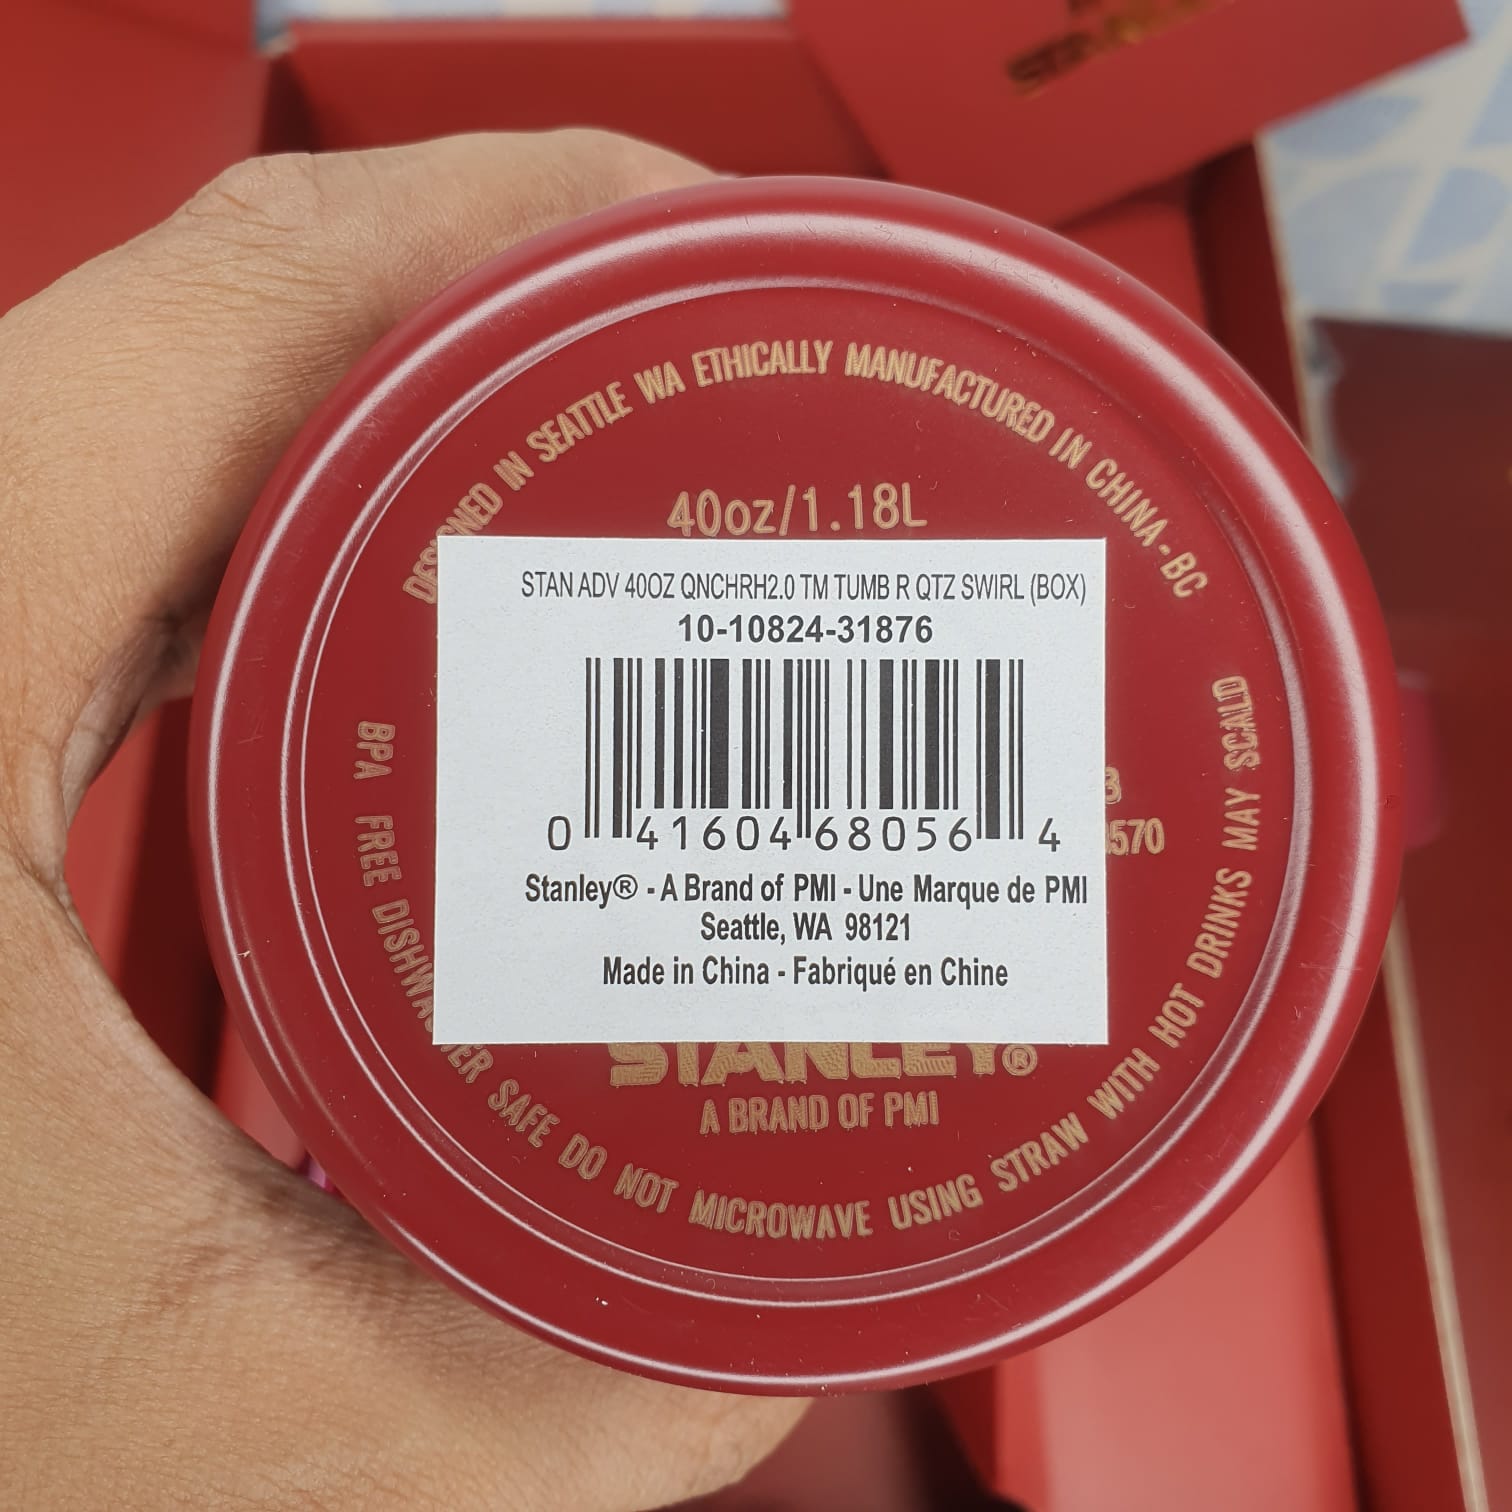 STANLEY
DESIGNED IN SEATTLE WA ETHICALLY MANUFACTURED IN CHINA-BC
40oz/1.18L
STAN ADV 40OZ QNCHRH2.0 TM TUMB R QTZ SWIRL (BOX)
10-10824-31876
0 41604 68056 4
Stanley® - A Brand of PMI - Une Marque de PMI
Seattle, WA 98121
Made in China - Fabriqué en Chine
570
STANLEY®
A BRAND OF PMI
BPA FREE DISHWASHER SAFE DO NOT MICROWAVE USING STRAW WITH HOT DRINKS MAY SCALD